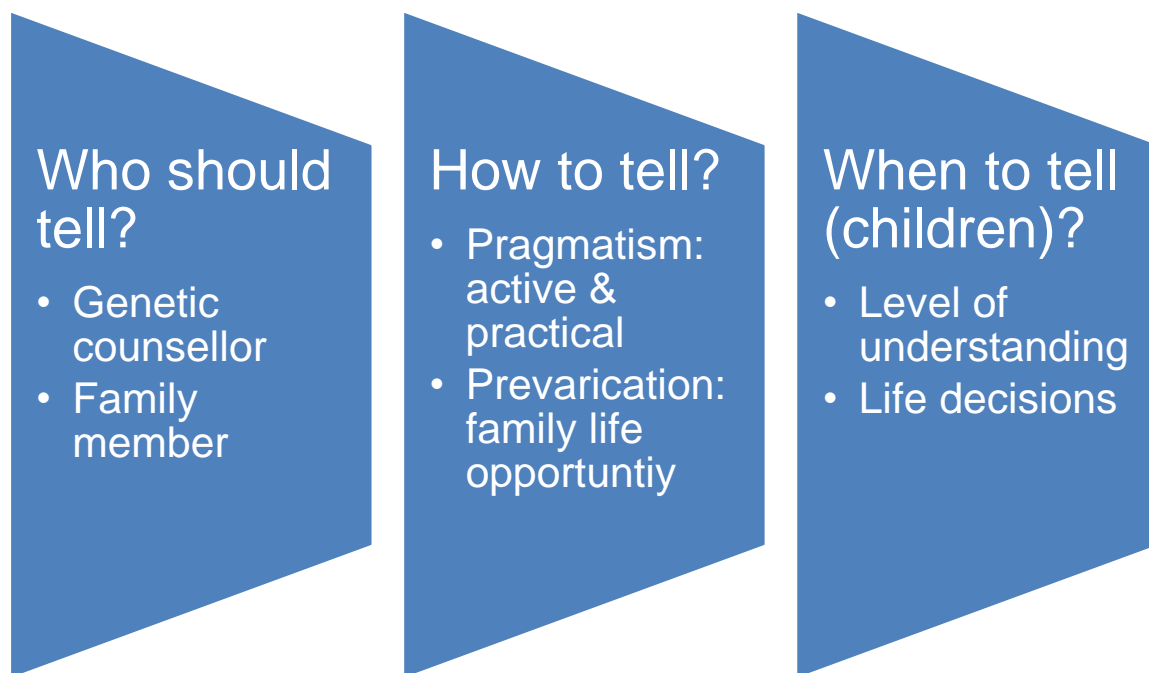 Who should
tell?
• Genetic
counsellor
• Family
member
How to tell?
• Pragmatism:
active &
practical
• Prevarication:
family life
opportuntiy
When to tell
(children)?
• Level of
understanding
• Life decisions